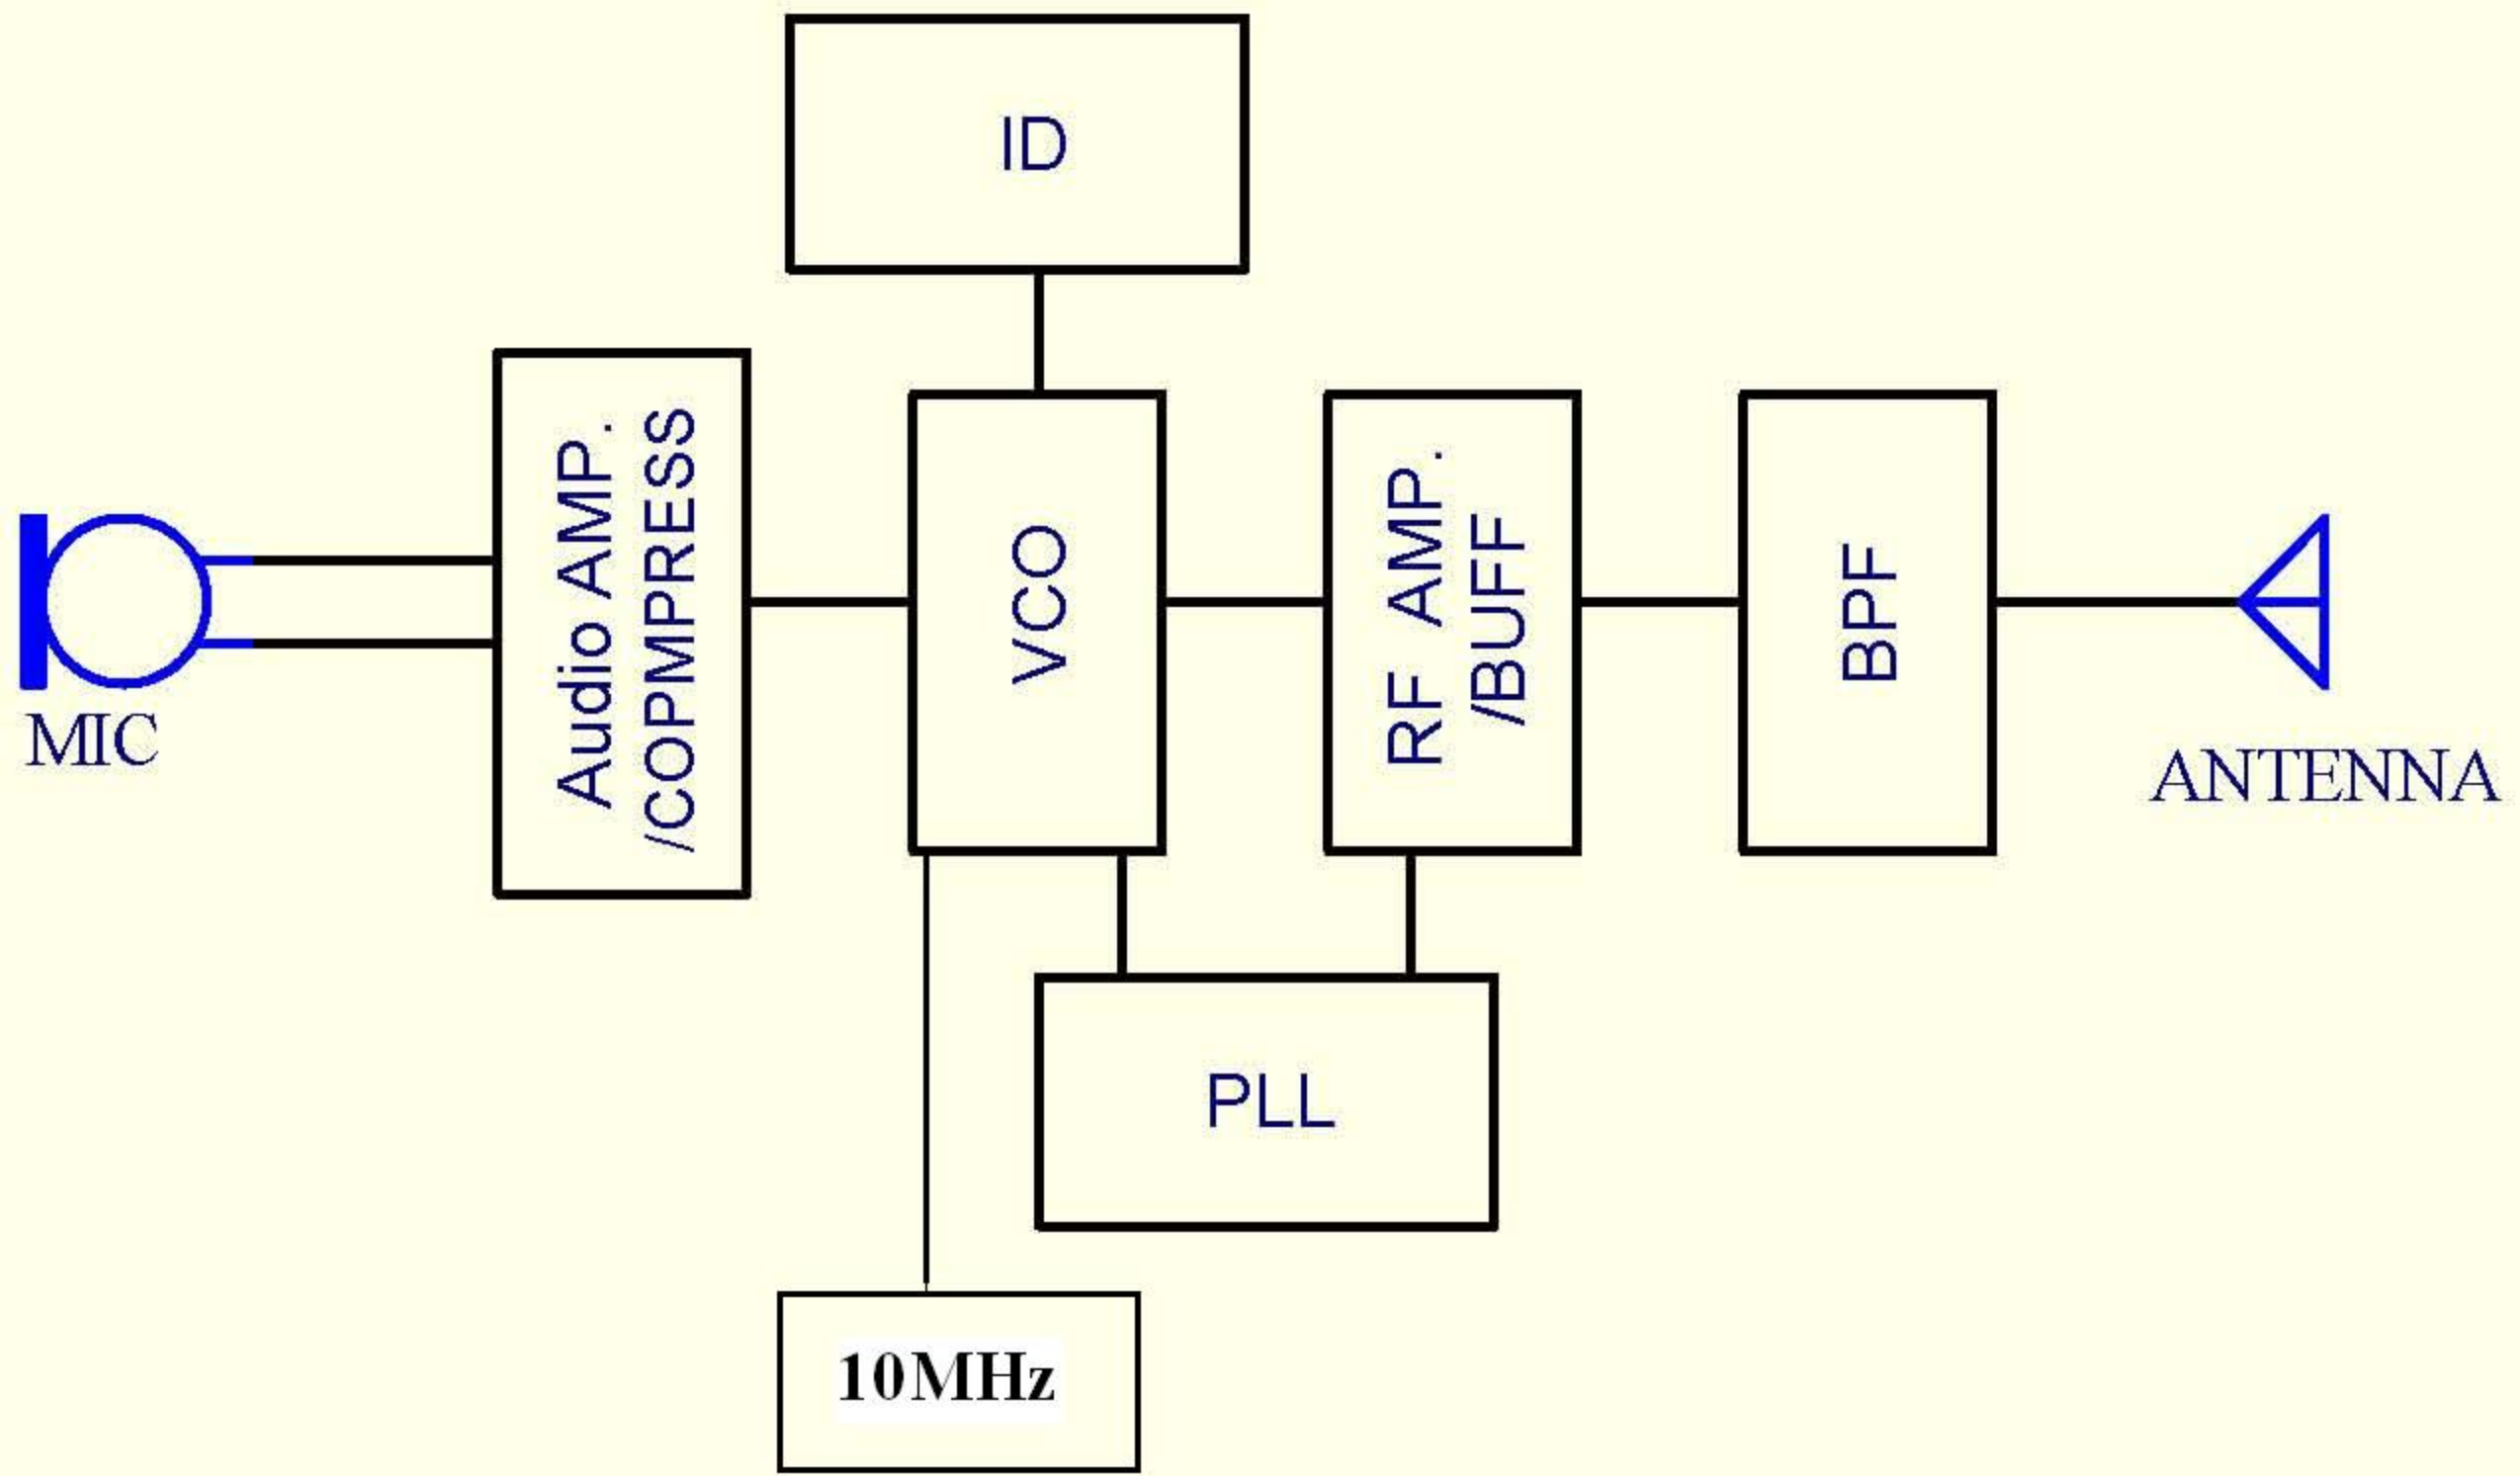 ID
Audio AMP.
/COPMPRESS
VCO
RF AMP.
/BUFF
BPF
MIC
ANTENNA
PLL
10MHz